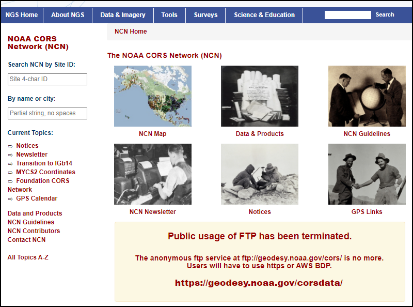 NGS Home About NGS Data & Imagery Tools Surveys Science & Education Search
NCN Home
NOAA CORS
Network (NCN)
Search NCN by Site ID:
Site 4-char ID
By name or city:
Partial string, no spaces
Current Topics:
⇨ Notices
⇨ Newsletter
⇨ Transition to IGb14
⇨ MYCS2 Coordinates
⇨ Foundation CORS
Network
⇨ GPS Calendar
Data and Products
NCN Guidelines
NCN Contributors
Contact NCN
All Topics A-Z
The NOAA CORS Network (NCN)
NCN Map Data & Products NCN Guidelines
NCN Newsletter Notices GPS Links
Public usage of FTP has been terminated.
The anonymous ftp service at ftp://geodesy.noaa.gov/cors/ is no more.
Users will have to use https or AWS BDP.
https://geodesy.noaa.gov/corsdata/